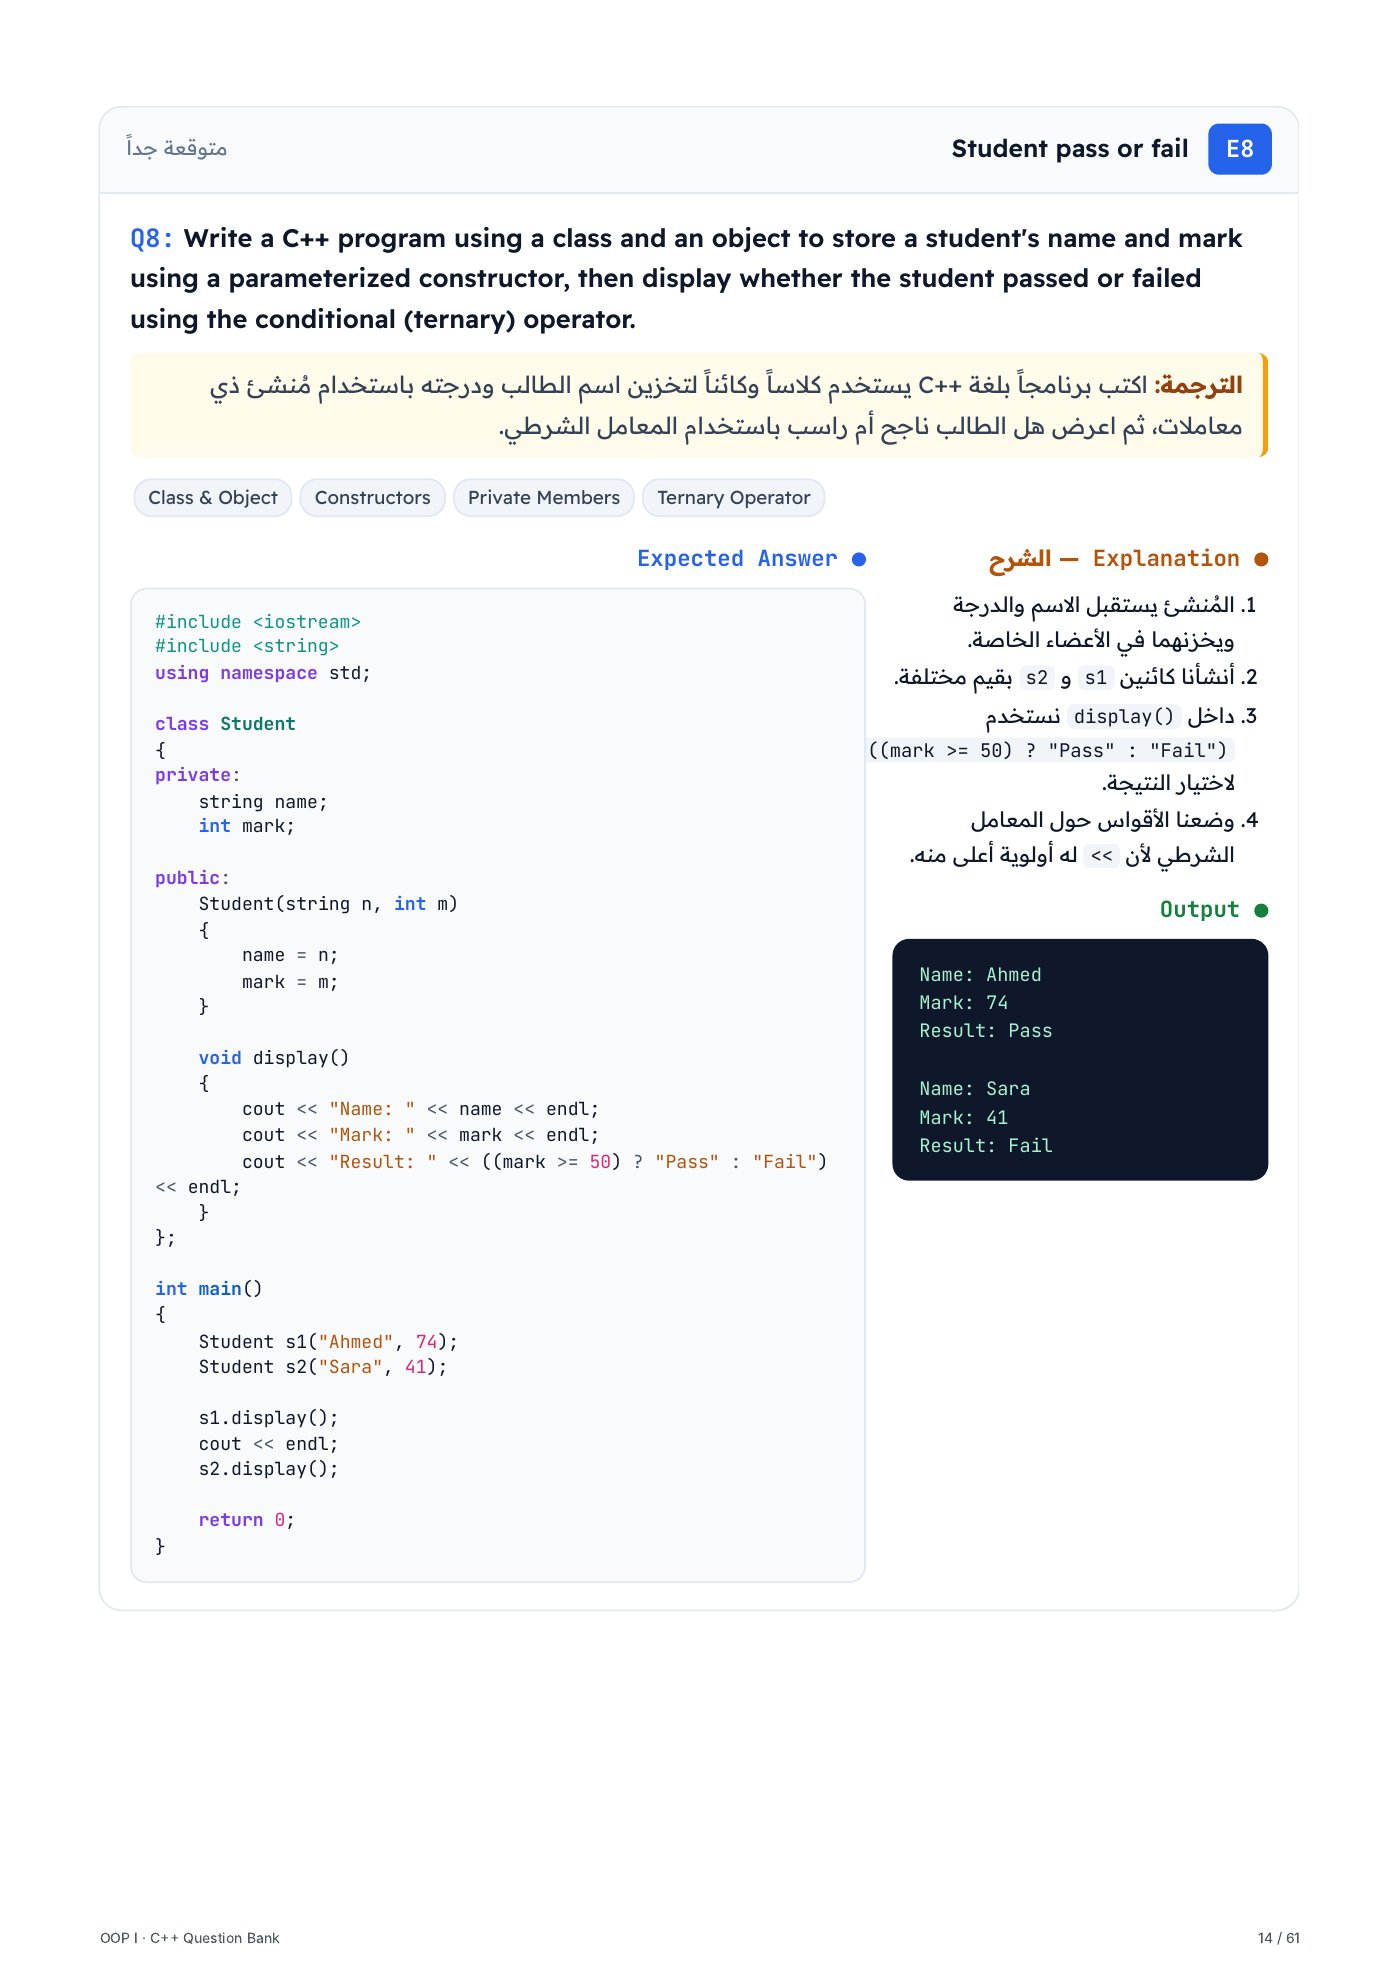 E8 Student pass or fail
متوقعة جداً
Q8: Write a C++ program using a class and an object to store a student's name and mark
using a parameterized constructor, then display whether the student passed or failed
using the conditional (ternary) operator.
الترجمة: اكتب برنامجاً بلغة C++ يستخدم كلاساً وكائناً لتخزين اسم الطالب ودرجته باستخدام مُنشئ ذي
معاملات، ثم اعرض هل الطالب ناجح أم راسب باستخدام المعامل الشرطي.
Class & Object
Constructors
Private Members
Ternary Operator
Explanation — الشرح
1. المُنشئ يستقبل الاسم والدرجة
ويخزنهما في الأعضاء الخاصة.
2. أنشأنا كائنين s1 و s2 بقيم مختلفة.
3. داخل display() نستخدم
((mark >= 50) ? "Pass" : "Fail")
لاختيار النتيجة.
4. وضعنا الأقواس حول المعامل
الشرطي لأن << له أولوية أعلى منه.
Output
Name: Ahmed
Mark: 74
Result: Pass
Name: Sara
Mark: 41
Result: Fail
Expected Answer
#include <iostream>
#include <string>
using namespace std;
class Student
{
private:
    string name;
    int mark;
public:
    Student(string n, int m)
    {
        name = n;
        mark = m;
    }
    void display()
    {
        cout << "Name: " << name << endl;
        cout << "Mark: " << mark << endl;
        cout << "Result: " << ((mark >= 50) ? "Pass" : "Fail")
<< endl;
    }
};
int main()
{
    Student s1("Ahmed", 74);
    Student s2("Sara", 41);
    s1.display();
    cout << endl;
    s2.display();
    return 0;
}
OOP I · C++ Question Bank
14 / 61